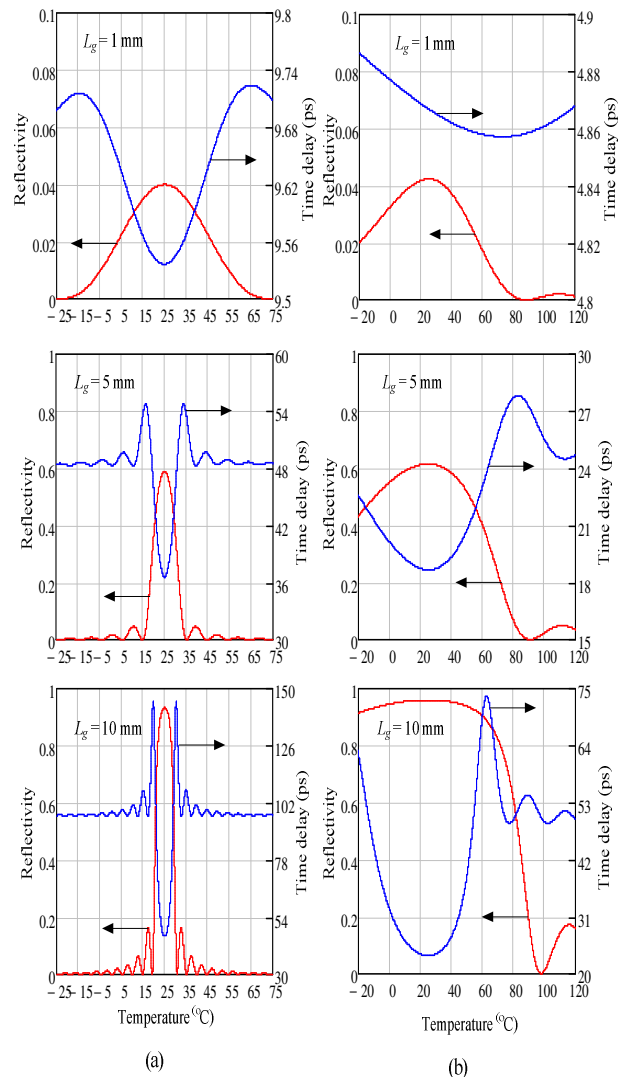 0.1
0.08
0.06
0.04
0.02
0
Reflectivity
Lg = 1 mm
9.8
9.74
9.68
9.62
9.56
9.5
Time delay (ps)
− 25 − 15 − 5 5 15 25 35 45 55 65 75
0.1
0.08
0.06
0.04
0.02
0
Reflectivity
Lg = 1 mm
4.9
4.88
4.86
4.84
4.82
4.8
Time delay (ps)
− 20 0 20 40 60 80 100 120
1
0.8
0.6
0.4
0.2
0
Reflectivity
Lg = 5 mm
60
54
48
42
36
30
Time delay (ps)
− 25 − 15 − 5 5 15 25 35 45 55 65 75
1
0.8
0.6
0.4
0.2
0
Reflectivity
Lg = 5 mm
30
27
24
21
18
15
Time delay (ps)
− 20 0 20 40 60 80 100 120
1
0.8
0.6
0.4
0.2
0
Reflectivity
Lg = 10 mm
150
126
102
78
54
30
Time delay (ps)
− 25 − 15 − 5 5 15 25 35 45 55 65 75
Temperature (ºC)
(a)
1
0.8
0.6
0.4
0.2
0
Reflectivity
Lg = 10 mm
75
64
53
42
31
20
Time delay (ps)
− 20 0 20 40 60 80 100 120
Temperature (ºC)
(b)